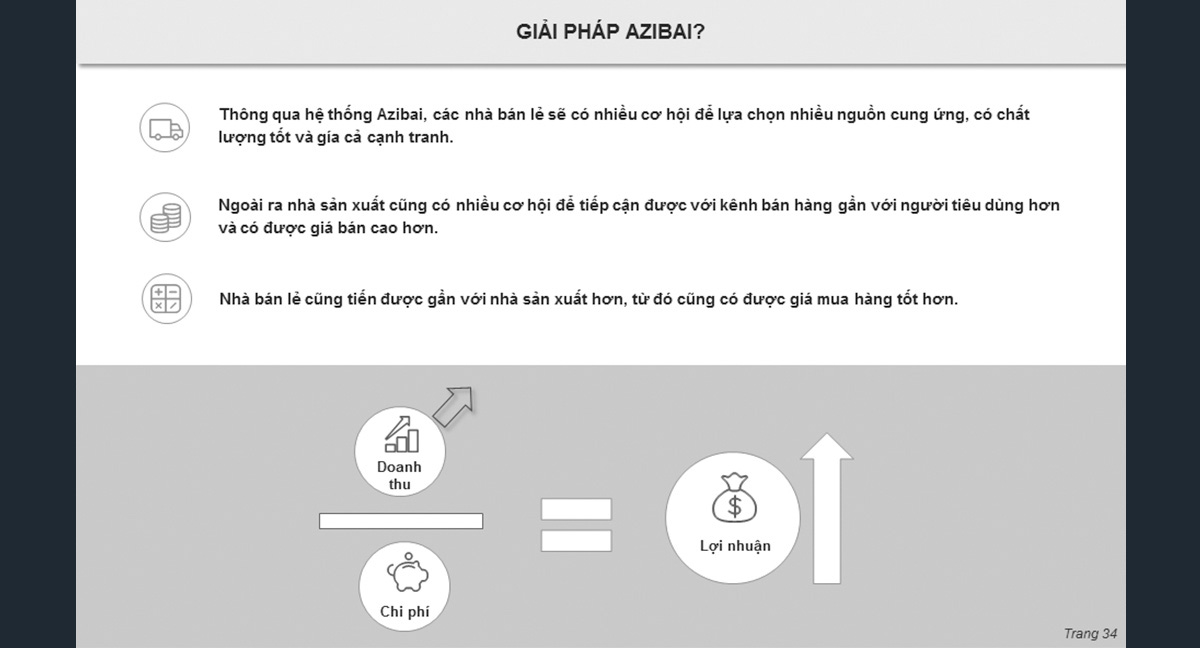 GIẢI PHÁP AZIBAI?
Thông qua hệ thống Azibai, các nhà bán lẻ sẽ có nhiều cơ hội để lựa chọn nhiều nguồn cung ứng, có chất
lượng tốt và gía cả cạnh tranh.
Ngoài ra nhà sản xuất cũng có nhiều cơ hội để tiếp cận được với kênh bán hàng gần với người tiêu dùng hơn
và có được giá bán cao hơn.
Nhà bán lẻ cũng tiến được gần với nhà sản xuất hơn, từ đó cũng có được giá mua hàng tốt hơn.
Doanh
thu
Chi phí
$
Lợi nhuận
Trang 34